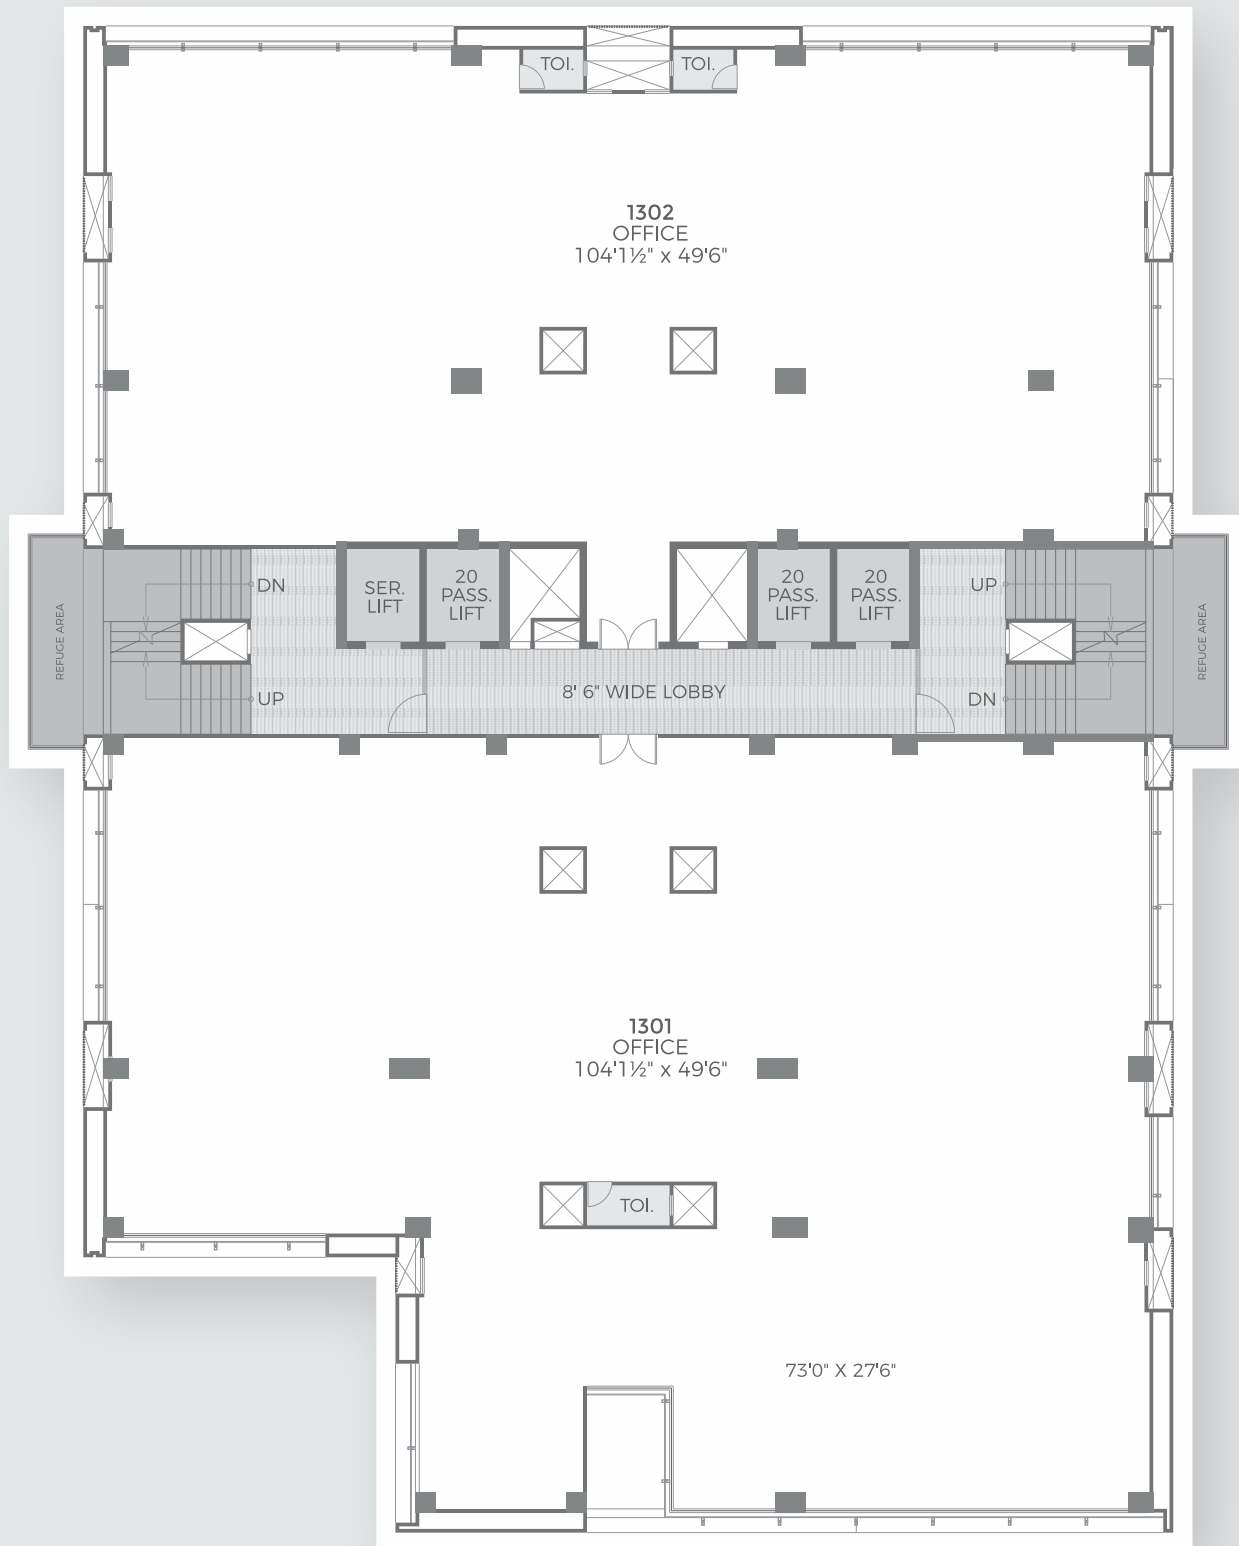 TOI.
TOI.
1302
OFFICE
104'1½" x 49'6"
REFUGE AREA
DN
UP
SER.
LIFT
20
PASS.
LIFT
20
PASS.
LIFT
20
PASS.
LIFT
UP
DN
REFUGE AREA
8' 6" WIDE LOBBY
1301
OFFICE
104'1½" x 49'6"
TOI.
73'0" X 27'6"